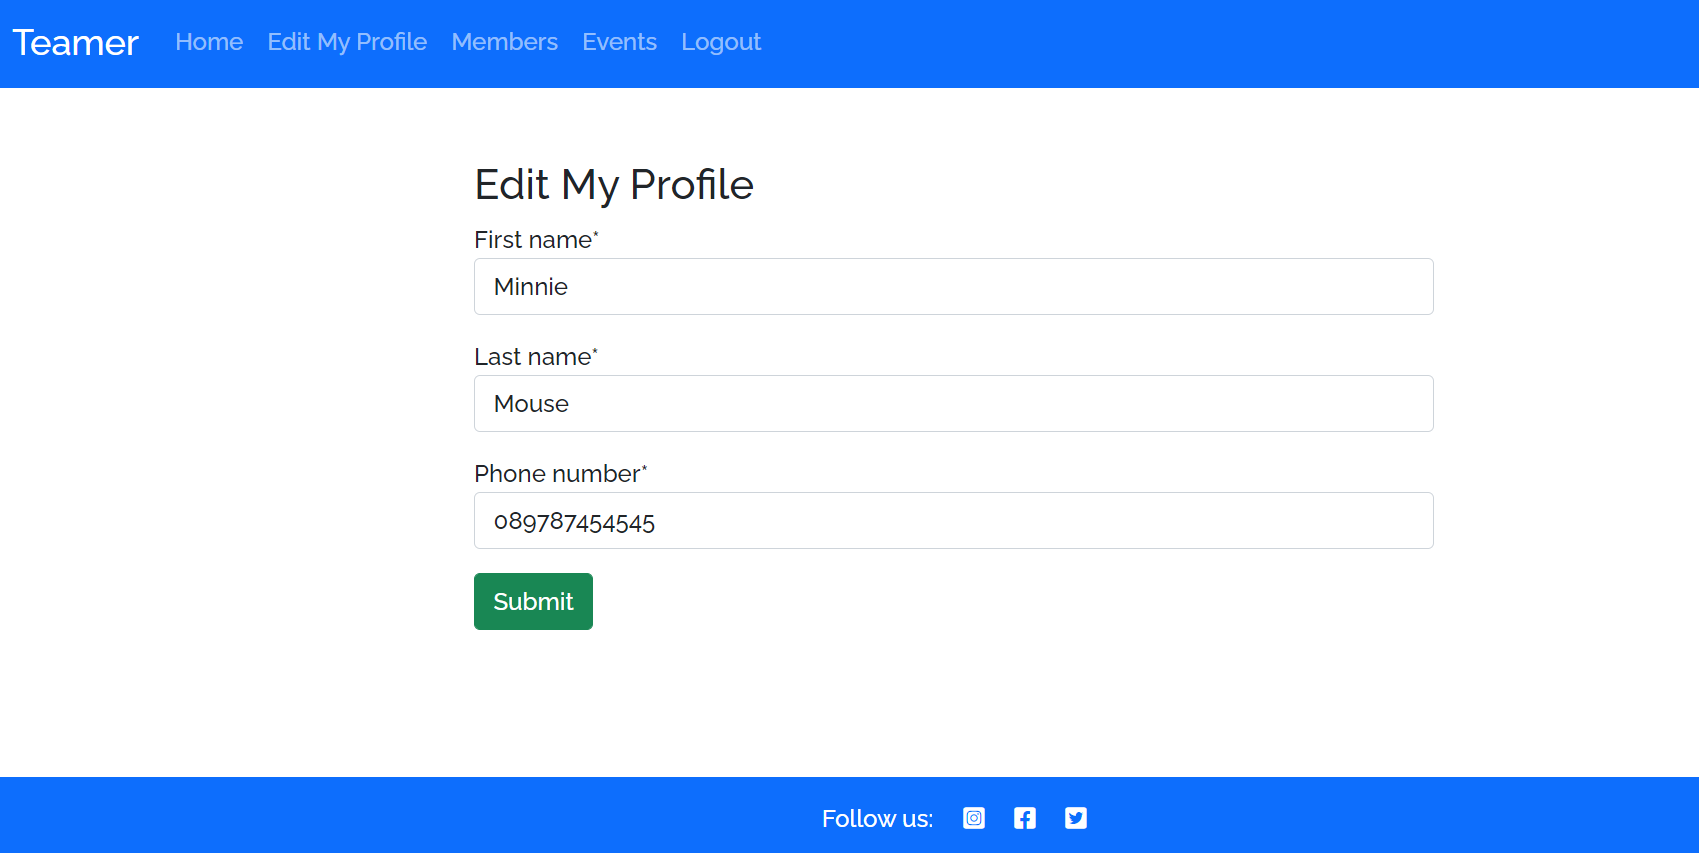 Teamer Home Edit My Profile Members Events Logout
Edit My Profile
First name*
Minnie
Last name*
Mouse
Phone number*
089787454545
Submit
Follow us: